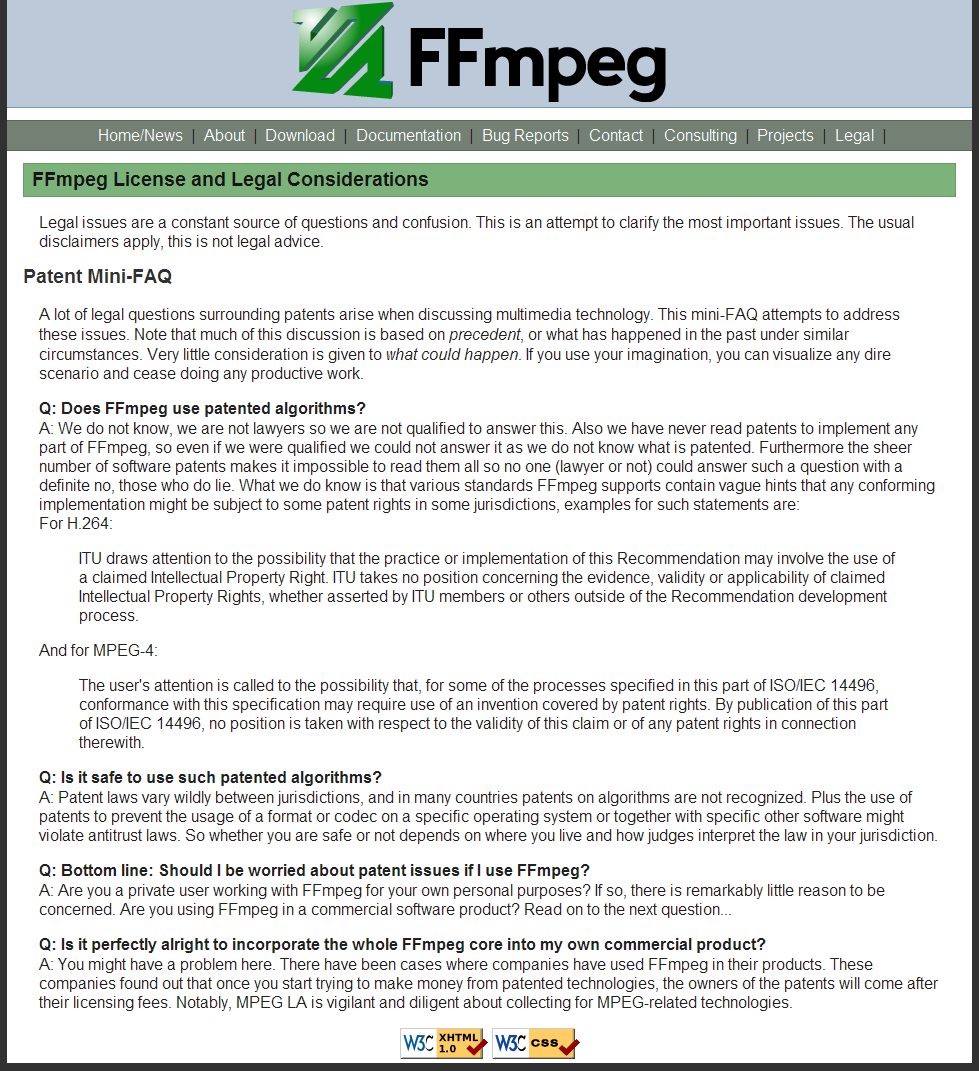 FFmpeg
Home/News | About | Download | Documentation | Bug Reports | Contact | Consulting | Projects | Legal |
FFmpeg License and Legal Considerations
Legal issues are a constant source of questions and confusion. This is an attempt to clarify the most important issues. The usual
disclaimers apply, this is not legal advice.
Patent Mini-FAQ
A lot of legal questions surrounding patents arise when discussing multimedia technology. This mini-FAQ attempts to address
these issues. Note that much of this discussion is based on precedent, or what has happened in the past under similar
circumstances. Very little consideration is given to what could happen. If you use your imagination, you can visualize any dire
scenario and cease doing any productive work.
Q: Does FFmpeg use patented algorithms?
A: We do not know, we are not lawyers so we are not qualified to answer this. Also we have never read patents to implement any
part of FFmpeg, so even if we were qualified we could not answer it as we do not know what is patented. Furthermore the sheer
number of software patents makes it impossible to read them all so no one (lawyer or not) could answer such a question with a
definite no, those who do lie. What we do know is that various standards FFmpeg supports contain vague hints that any conforming
implementation might be subject to some patent rights in some jurisdictions, examples for such statements are:
For H.264:
ITU draws attention to the possibility that the practice or implementation of this Recommendation may involve the use of
a claimed Intellectual Property Right. ITU takes no position concerning the evidence, validity or applicability of claimed
Intellectual Property Rights, whether asserted by ITU members or others outside of the Recommendation development
process.
And for MPEG-4:
The user's attention is called to the possibility that, for some of the processes specified in this part of ISO/IEC 14496,
conformance with this specification may require use of an invention covered by patent rights. By publication of this part
of ISO/IEC 14496, no position is taken with respect to the validity of this claim or of any patent rights in connection
therewith.
Q: Is it safe to use such patented algorithms?
A: Patent laws vary wildly between jurisdictions, and in many countries patents on algorithms are not recognized. Plus the use of
patents to prevent the usage of a format or codec on a specific operating system or together with specific other software might
violate antitrust laws. So whether you are safe or not depends on where you live and how judges interpret the law in your jurisdiction.
Q: Bottom line: Should I be worried about patent issues if I use FFmpeg?
A: Are you a private user working with FFmpeg for your own personal purposes? If so, there is remarkably little reason to be
concerned. Are you using FFmpeg in a commercial software product? Read on to the next question...
Q: Is it perfectly alright to incorporate the whole FFmpeg core into my own commercial product?
A: You might have a problem here. There have been cases where companies have used FFmpeg in their products. These
companies found out that once you start trying to make money from patented technologies, the owners of the patents will come after
their licensing fees. Notably, MPEG LA is vigilant and diligent about collecting for MPEG-related technologies.
W3C XHTML 1.0 W3C CSS